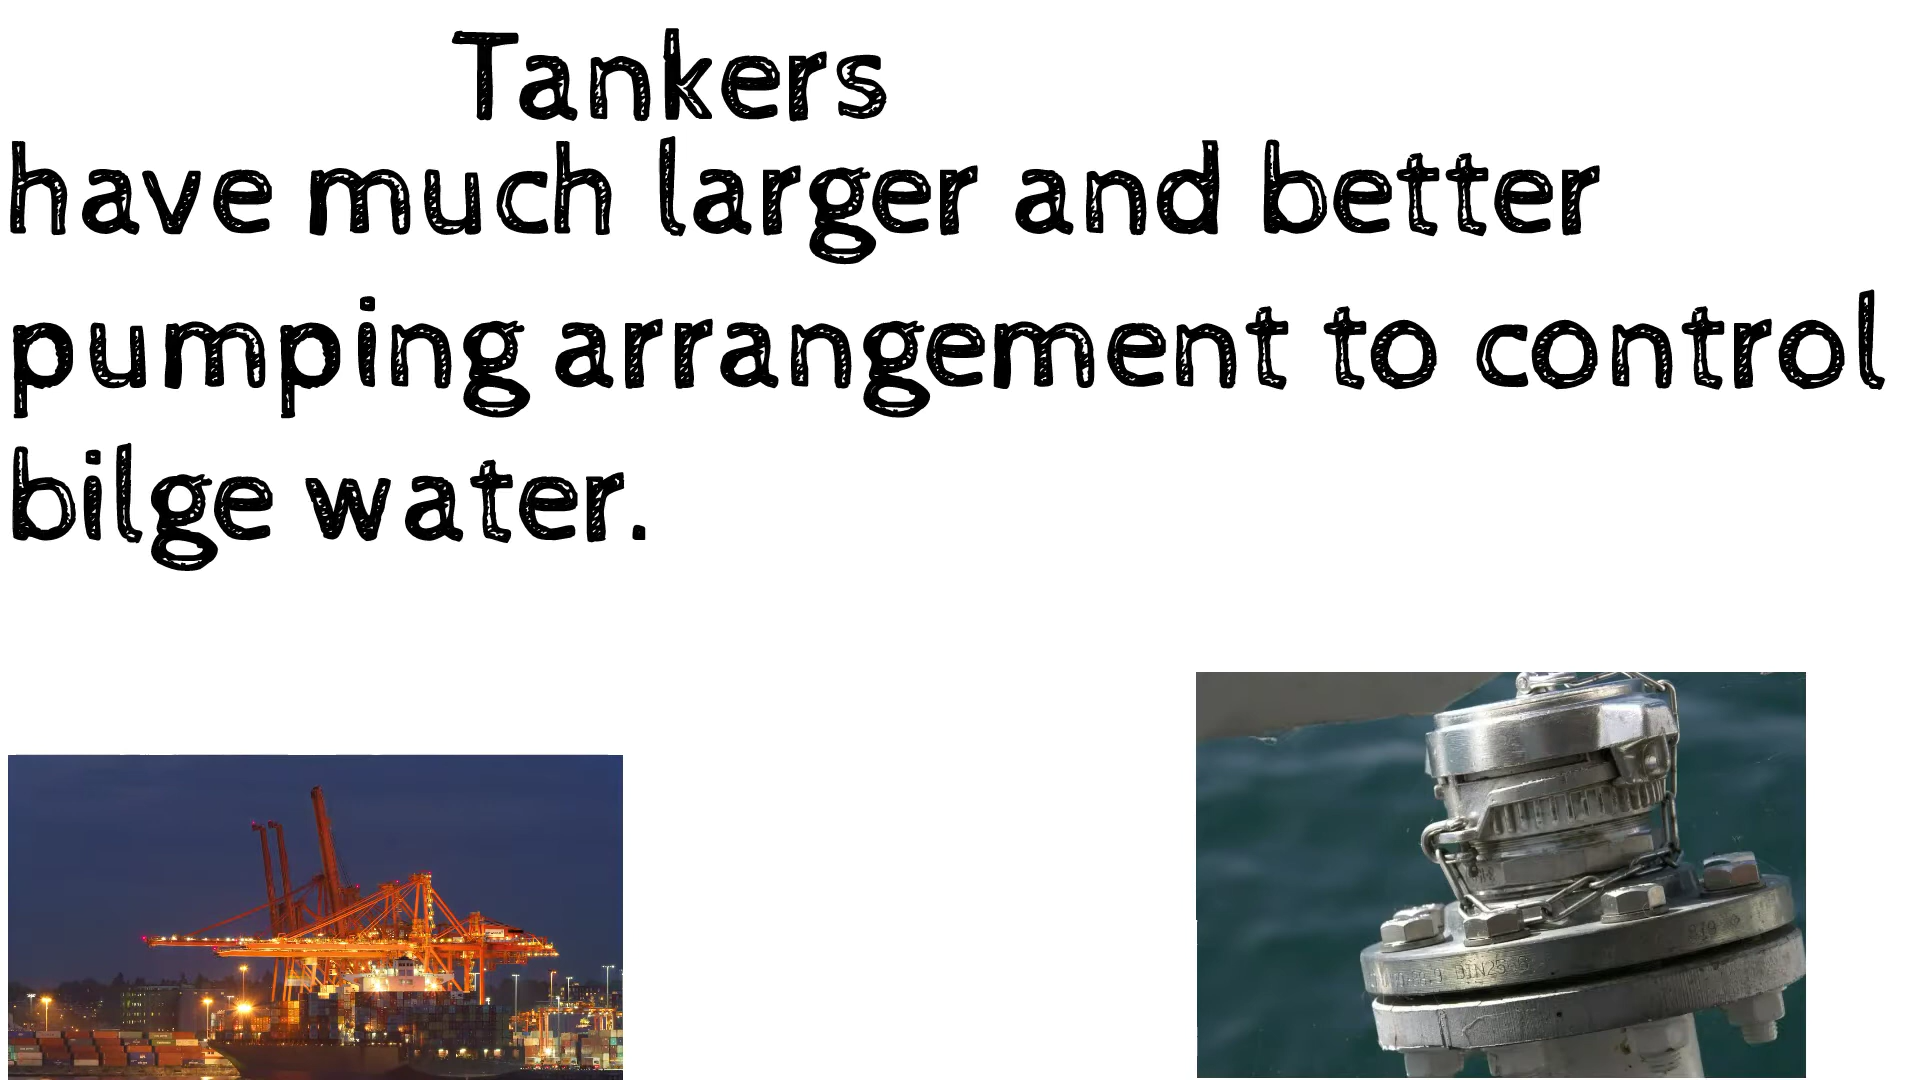 Tankers
have much larger and better
pumping arrangement to control
bilge water.